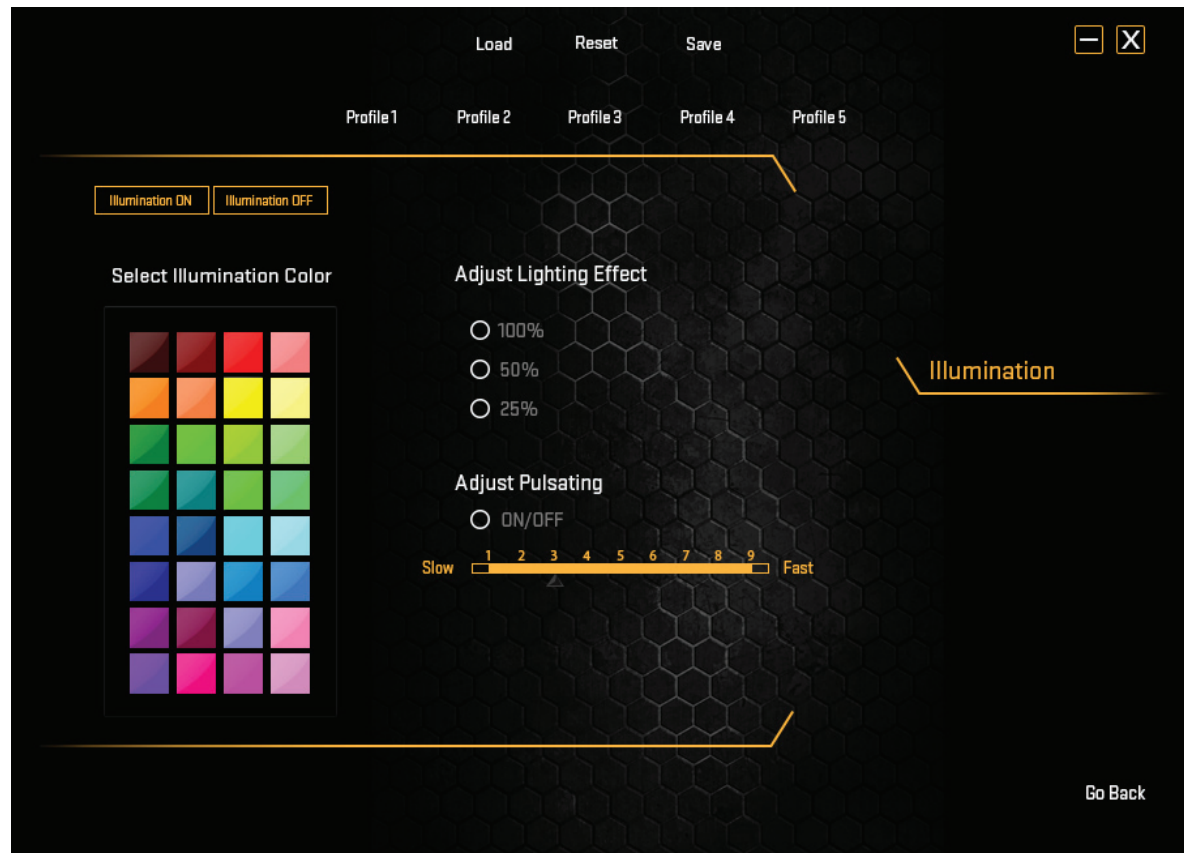 Load Reset Save
X
Profile 1 Profile 2 Profile 3 Profile 4 Profile 5
Illumination ON Illumination OFF
Select Illumination Color
Adjust Lighting Effect
100%
50%
25%
Illumination
Adjust Pulsating
ON/OFF
1 2 3 4 5 6 7 8 9
Slow Fast
Go Back